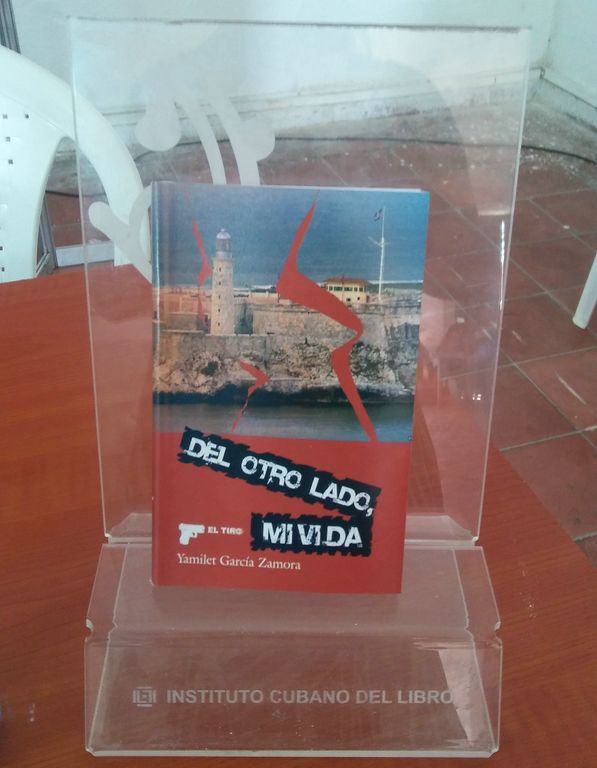 DEL OTRO LADO,
MI VIDA
EL TIRO
Yamilet García Zamora
INSTITUTO CUBANO DEL LIBRO